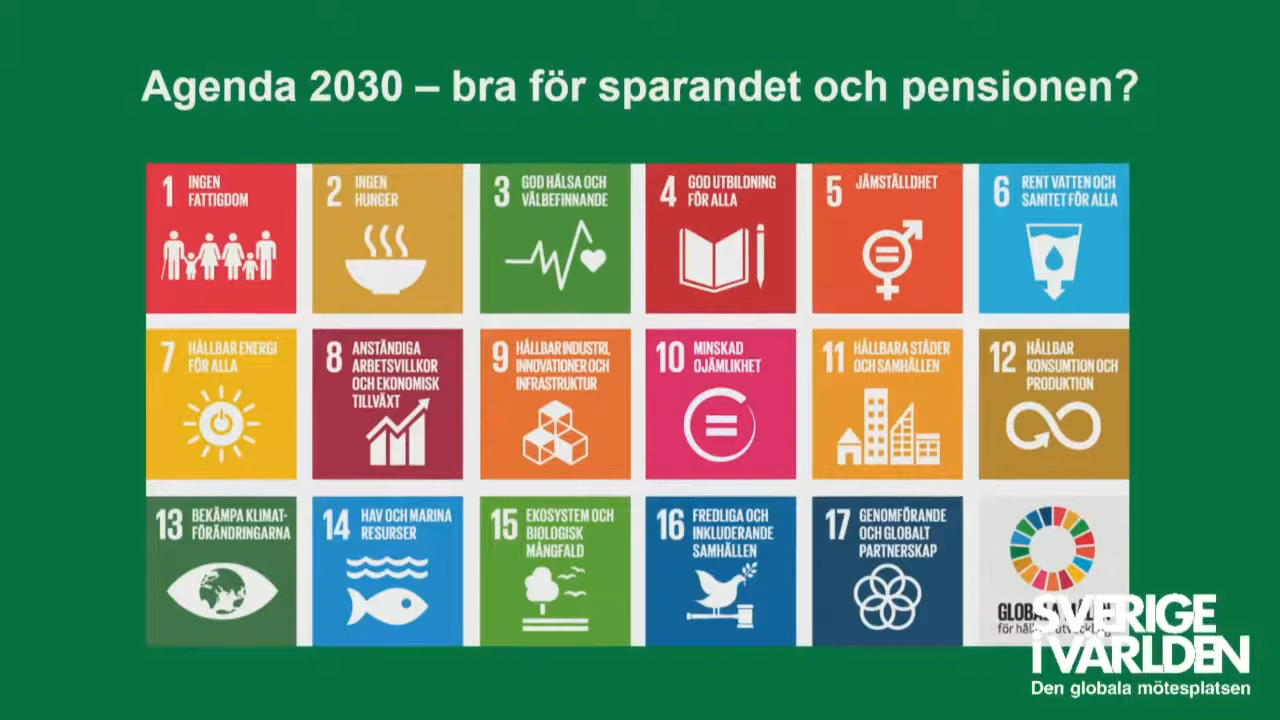 Agenda 2030 – bra för sparandet och pensionen?
1 INGEN
FATTIGDOM
2 INGEN
HUNGER
3 GOD HÄLSA OCH
VÄLBEFINNANDE
4 GOD UTBILDNING
FÖR ALLA
5 JÄMSTÄLLDHET
6 RENT VATTEN OCH
SANITET FÖR ALLA
7 HÅLLBAR ENERGI
FÖR ALLA
8 ANSTÄNDIGA
ARBETSVILLKOR
OCH EKONOMISK
TILLVÄXT
9 HÅLLBAR INDUSTRI,
INNOVATIONER OCH
INFRASTRUKTUR
10 MINSKAD
OJÄMLIKHET
11 HÅLLBARA STÄDER
OCH SAMHÄLLEN
12 HÅLLBAR
KONSUMTION OCH
PRODUKTION
13 BEKÄMPA KLIMAT-
FÖRÄNDRINGARNA
14 HAV OCH MARINA
RESURSER
15 EKOSYSTEM OCH
BIOLOGISK
MÅNGFALD
16 FREDLIGA OCH
INKLUDERANDE
SAMHÄLLEN
17 GENOMFÖRANDE
OCH GLOBALT
PARTNERSKAP
för
SVERIGE
I VÄRLDEN
Den globala mötesplatsen